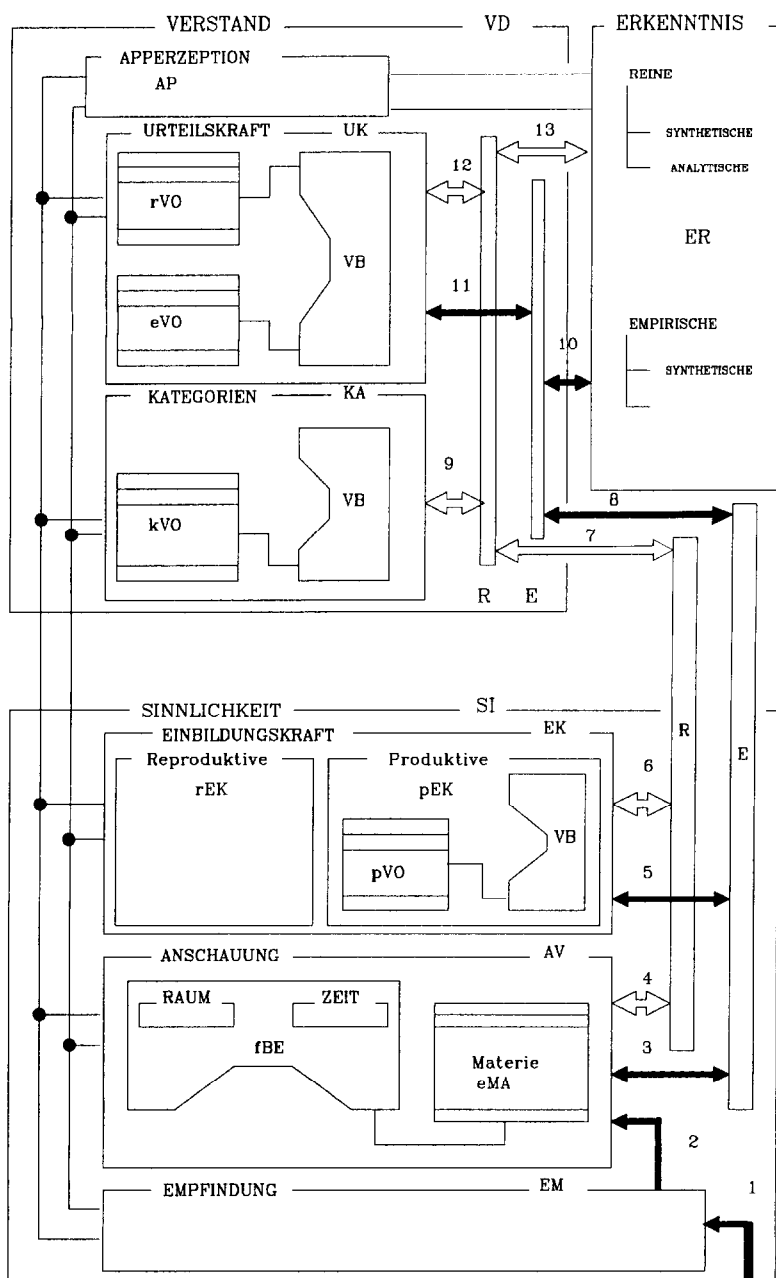 VERSTAND VD ERKENNTNIS
APPERZEPTION
AP
REINE
SYNTHETISCHE
ANALYTISCHE
URTEILSKRAFT UK
13
12
rVO
VB
ER
eVO
11
EMPIRISCHE
10
SYNTHETISCHE
KATEGORIEN KA
9
VB
kVO
8
7
R E
SINNLICHKEIT SI
EINBILDUNGSKRAFT EK
R
E
Reproduktive
rEK
Produktive
pEK
6
VB
pVO
5
ANSCHAUUNG AV
RAUM ZEIT
4
fBE
3
Materie
eMA
2
EMPFINDUNG EM
1